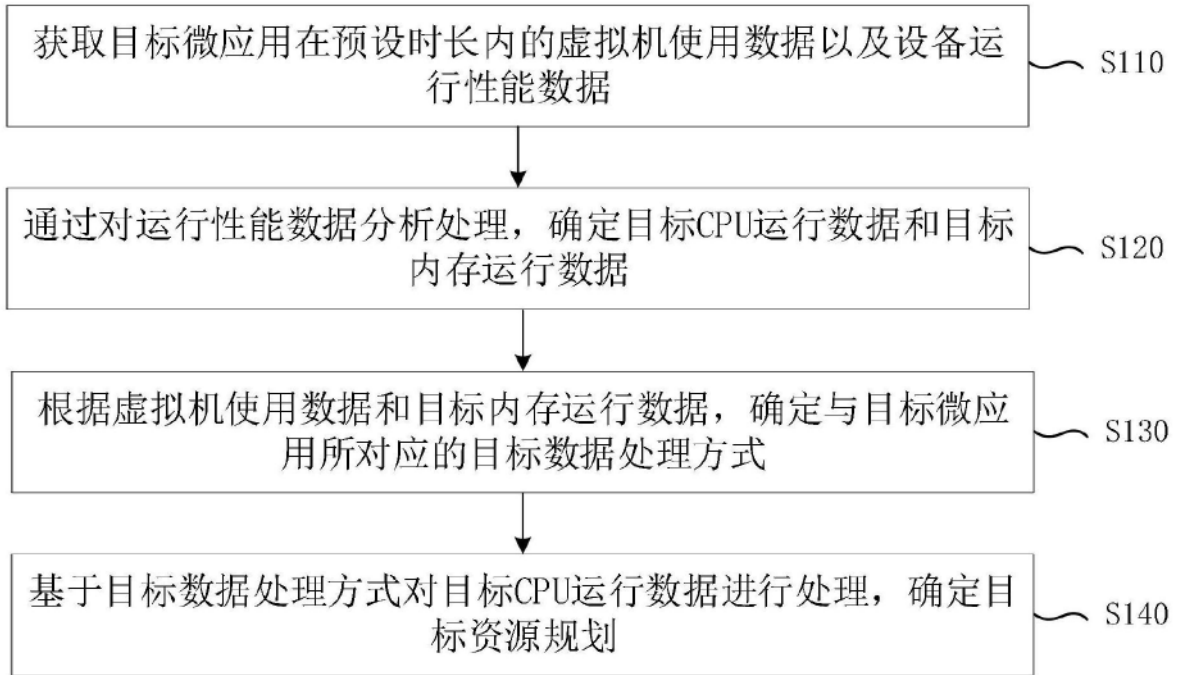 获取目标微应用在预设时长内的虚拟机使用数据以及设备运
行性能数据
S110
通过对运行性能数据分析处理，确定目标CPU运行数据和目标
内存运行数据
S120
根据虚拟机使用数据和目标内存运行数据，确定与目标微应
用所对应的目标数据处理方式
S130
基于目标数据处理方式对目标CPU运行数据进行处理，确定目
标资源规划
S140